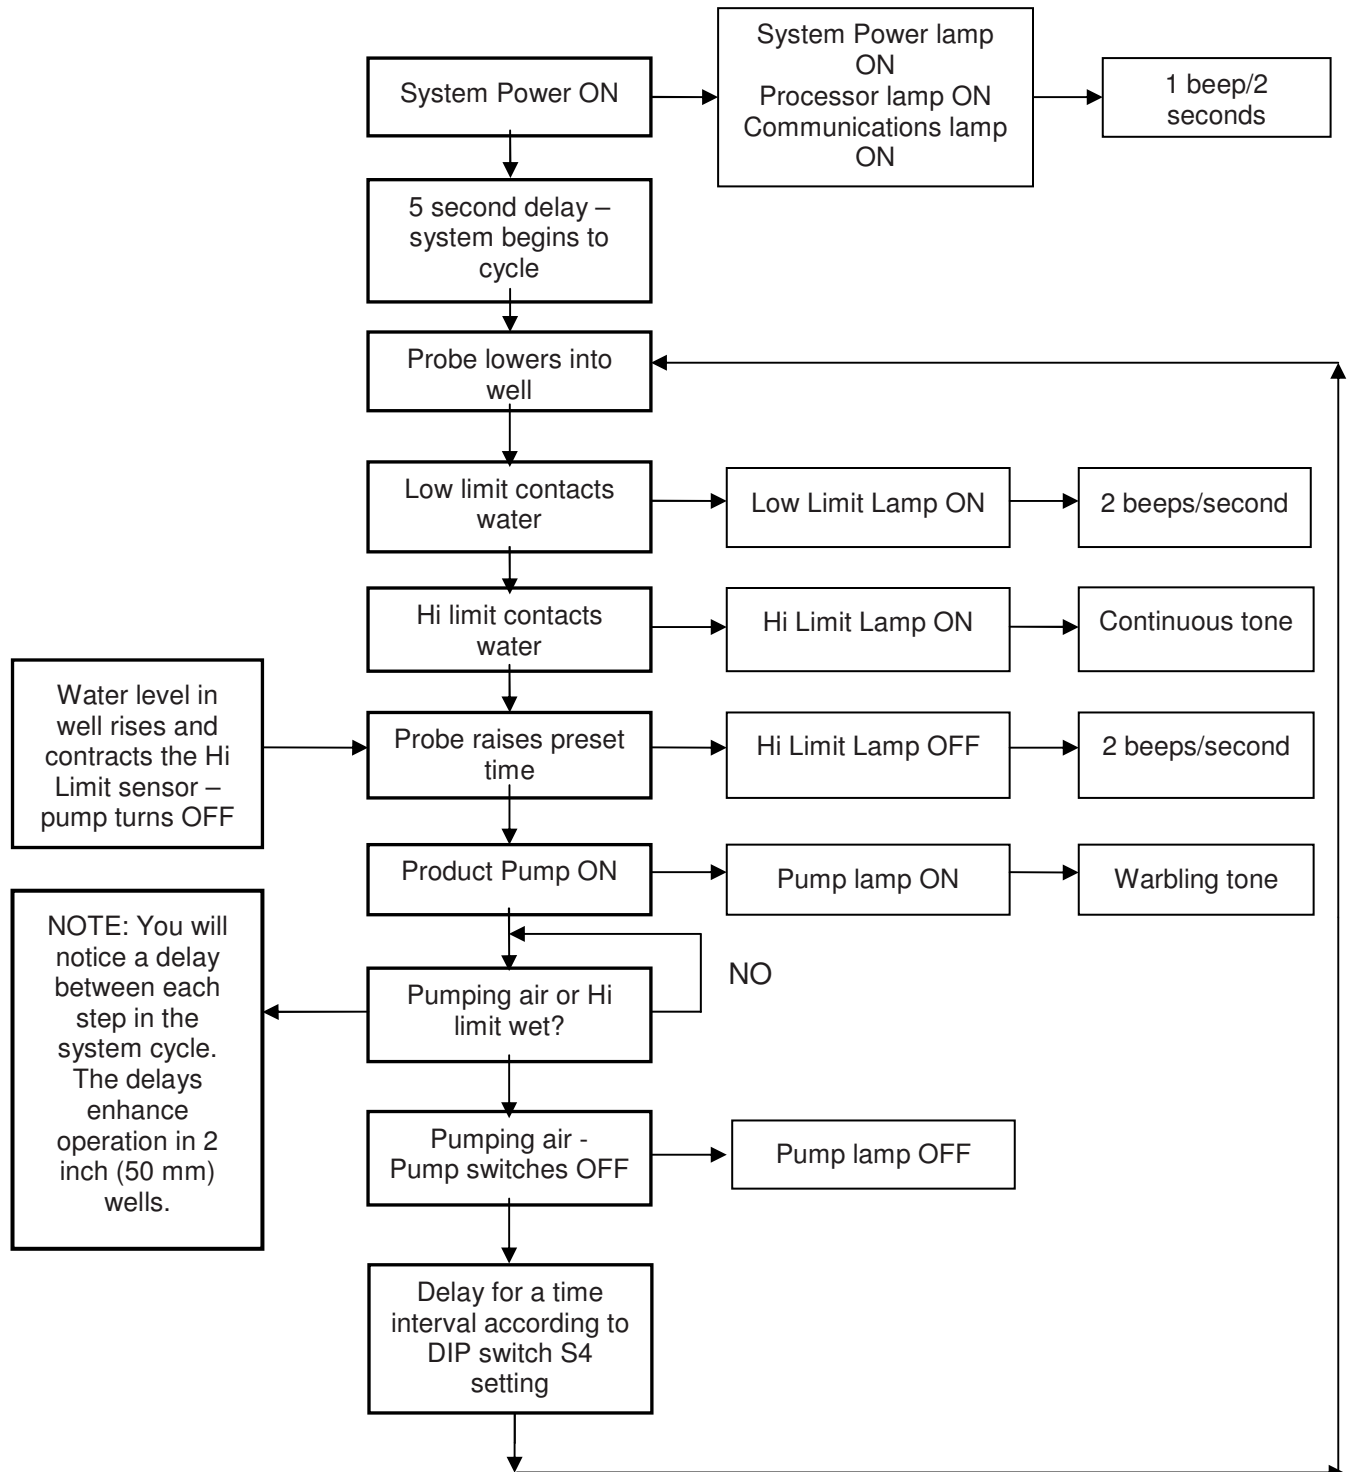 System Power ON
System Power lamp
ON
Processor lamp ON
Communications lamp
ON
1 beep/2
seconds
5 second delay –
system begins to
cycle
Probe lowers into
well
Low limit contacts
water
Low Limit Lamp ON
2 beeps/second
Hi limit contacts
water
Hi Limit Lamp ON
Continuous tone
Water level in
well rises and
contracts the Hi
Limit sensor –
pump turns OFF
Probe raises preset
time
Hi Limit Lamp OFF
2 beeps/second
Product Pump ON
Pump lamp ON
Warbling tone
NOTE: You will
notice a delay
between each
step in the
system cycle.
The delays
enhance
operation in 2
inch (50 mm)
wells.
Pumping air or Hi
limit wet?
NO
Pumping air -
Pump switches OFF
Pump lamp OFF
Delay for a time
interval according to
DIP switch S4
setting